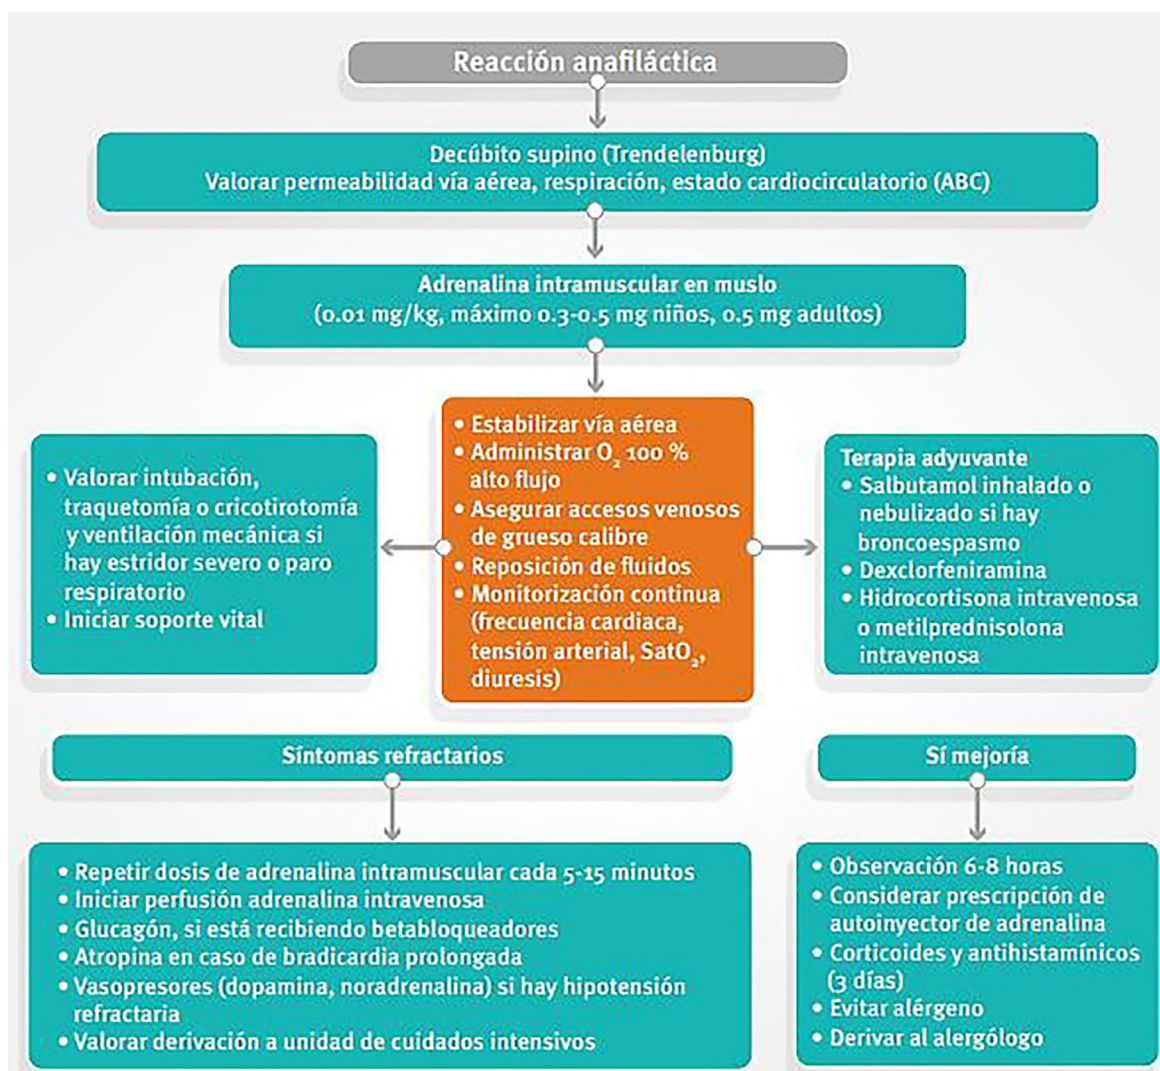 Reacción anafiláctica
Decúbito supino (Trendelenburg)
Valorar permeabilidad vía aérea, respiración, estado cardiocirculatorio (ABC)
Adrenalina intramuscular en muslo
(0.01 mg/kg, máximo 0.3-0.5 mg niños, 0.5 mg adultos)
• Valorar intubación,
traquetomía o cricotirotomía
y ventilación mecánica si
hay estridor severo o paro
respiratorio
• Iniciar soporte vital
• Estabilizar vía aérea
• Administrar O₂ 100 %
alto flujo
• Asegurar accesos venosos
de grueso calibre
• Reposición de fluidos
• Monitorización continua
(frecuencia cardiaca,
tensión arterial, SatO₂,
diuresis)
Terapia adyuvante
• Salbutamol inhalado o
nebulizado si hay
broncoespasmo
• Dexclorfeniramina
• Hidrocortisona intravenosa
o metilprednisolona
intravenosa
Síntomas refractarios
• Repetir dosis de adrenalina intramuscular cada 5-15 minutos
• Iniciar perfusión adrenalina intravenosa
• Glucagón, si está recibiendo betabloqueadores
• Atropina en caso de bradicardia prolongada
• Vasopresores (dopamina, noradrenalina) si hay hipotensión
refractaria
• Valorar derivación a unidad de cuidados intensivos
Sí mejoría
• Observación 6-8 horas
• Considerar prescripción de
autoinyector de adrenalina
• Corticoides y antihistamínicos
(3 días)
• Evitar alérgeno
• Derivar al alergólogo